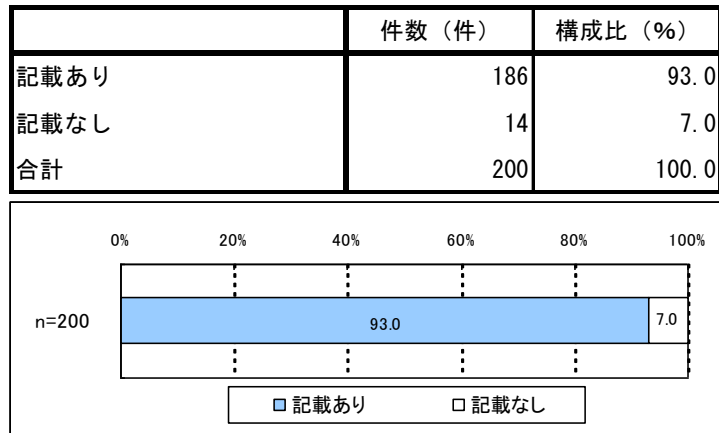 件数（件） 構成比（%）
記載あり 186 93.0
記載なし 14 7.0
合計 200 100.0
0% 20% 40% 60% 80% 100%
n=200 93.0 7.0
記載あり 記載なし